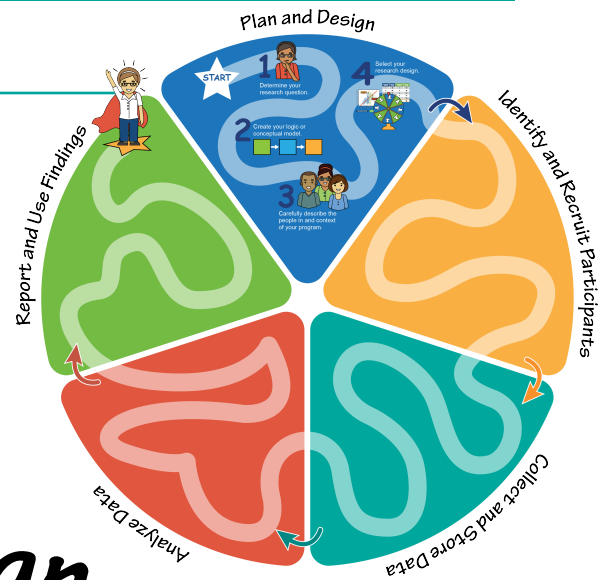 Plan and Design
START
1
Determine your
research question.
2
Create your logic or
conceptual model.
3
Carefully describe the
people in and context
of your program.
4
Select your
research design.
Identify and Recruit Participants
Collect and Store Data
Analyze Data
Report and Use Findings
an